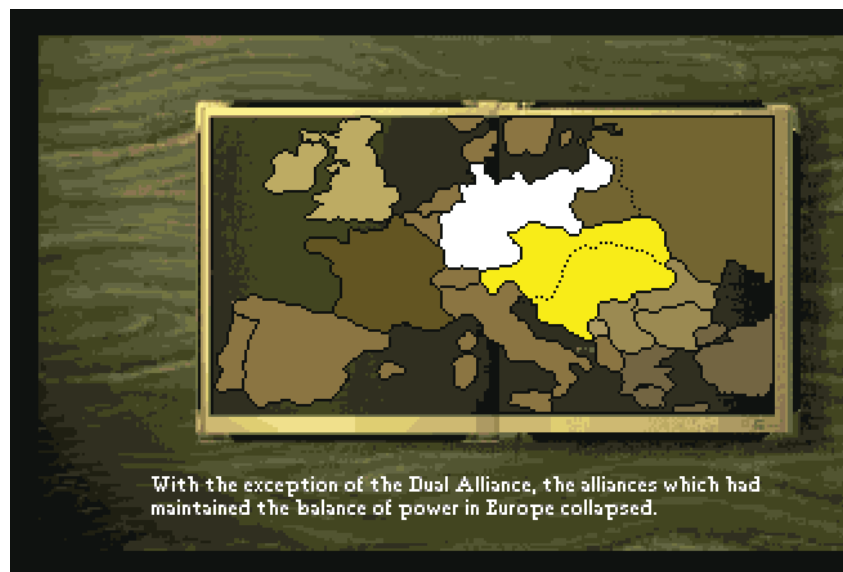 With the exception of the Dual Alliance, the alliances which had
maintained the balance of power in Europe collapsed.